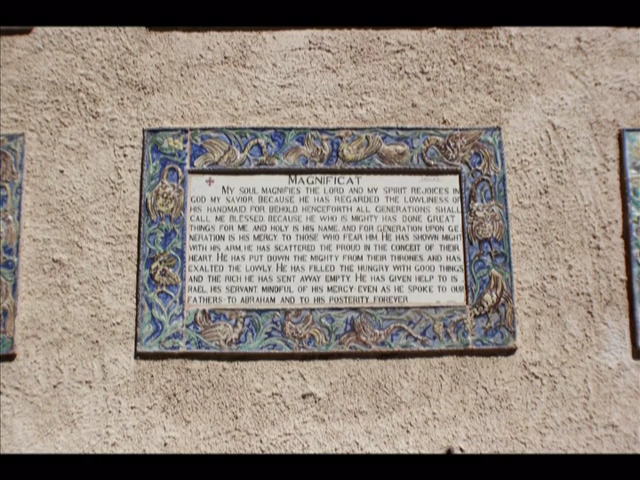 MAGNIFICAT
MY SOUL MAGNIFIES THE LORD AND MY SPIRIT REJOICES IN
GOD MY SAVIOR. BECAUSE HE HAS REGARDED THE LOWLINESS OF
HIS HANDMAID FOR BEHOLD HENCEFORTH ALL GENERATIONS SHALL
CALL ME BLESSED. BECAUSE HE WHO IS MIGHTY HAS DONE GREAT
THINGS FOR ME AND HOLY IS HIS NAME. AND FOR GENERATION UPON GE-
NERATION IS HIS MERCY TO THOSE WHO FEAR HIM. HE HAS SHOWN MIGHT
WITH HIS ARM, HE HAS SCATTERED THE PROUD IN THE CONCEIT OF THEIR
HEART. HE HAS PUT DOWN THE MIGHTY FROM THEIR THRONES AND HAS
EXALTED THE LOWLY. HE HAS FILLED THE HUNGRY WITH GOOD THINGS
AND THE RICH HE HAS SENT AWAY EMPTY. HE HAS GIVEN HELP TO IS
RAEL, HIS SERVANT, MINDFUL OF HIS MERCY EVEN AS HE SPOKE TO OUR
FATHERS TO ABRAHAM AND TO HIS POSTERITY FOREVER